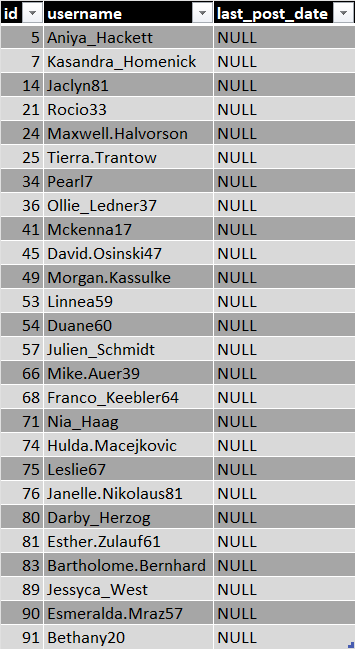 id username last_post_date
5 Aniya_Hackett NULL
7 Kasandra_Homenick NULL
14 Jaclyn81 NULL
21 Rocio33 NULL
24 Maxwell.Halvorson NULL
25 Tierra.Trantow NULL
34 Pearl7 NULL
36 Ollie_Ledner37 NULL
41 Mckenna17 NULL
45 David.Osinski47 NULL
49 Morgan.Kassulke NULL
53 Linnea59 NULL
54 Duane60 NULL
57 Julien_Schmidt NULL
66 Mike.Auer39 NULL
68 Franco_Keebler64 NULL
71 Nia_Haag NULL
74 Hulda.Macejkovic NULL
75 Leslie67 NULL
76 Janelle.Nikolaus81 NULL
80 Darby_Herzog NULL
81 Esther.Zulauf61 NULL
83 Bartholome.Bernhard NULL
89 Jessyca_West NULL
90 Esmeralda.Mraz57 NULL
91 Bethany20 NULL